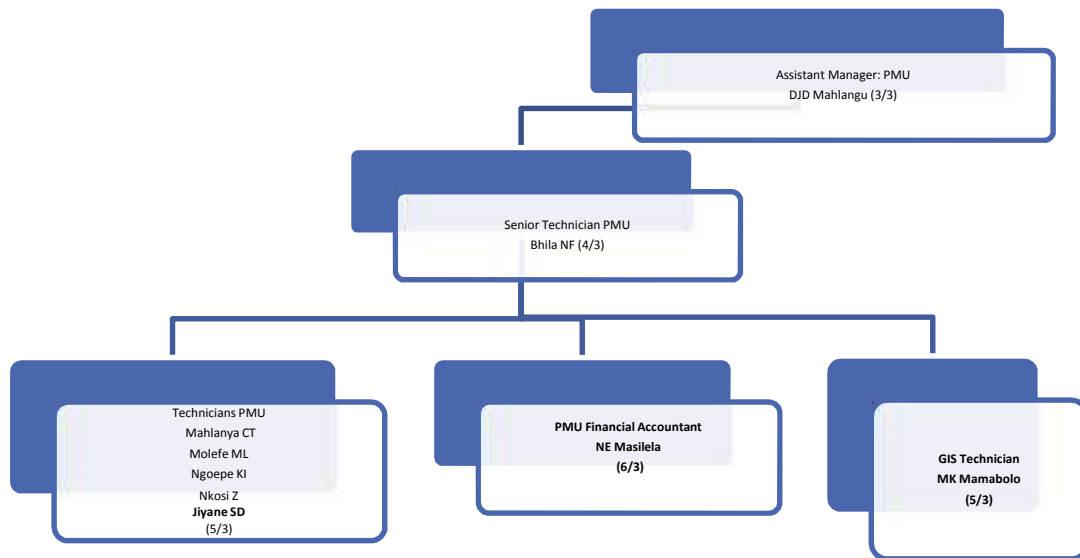 Assistant Manager: PMU
DJD Mahlangu (3/3)
Senior Technician PMU
Bhila NF (4/3)
Technicians PMU
Mahlanya CT
Molefe ML
Ngoepe KI
Nkosi Z
Jiyane SD
(5/3)
PMU Financial Accountant
NE Masilela
(6/3)
GIS Technician
MK Mamabolo
(5/3)